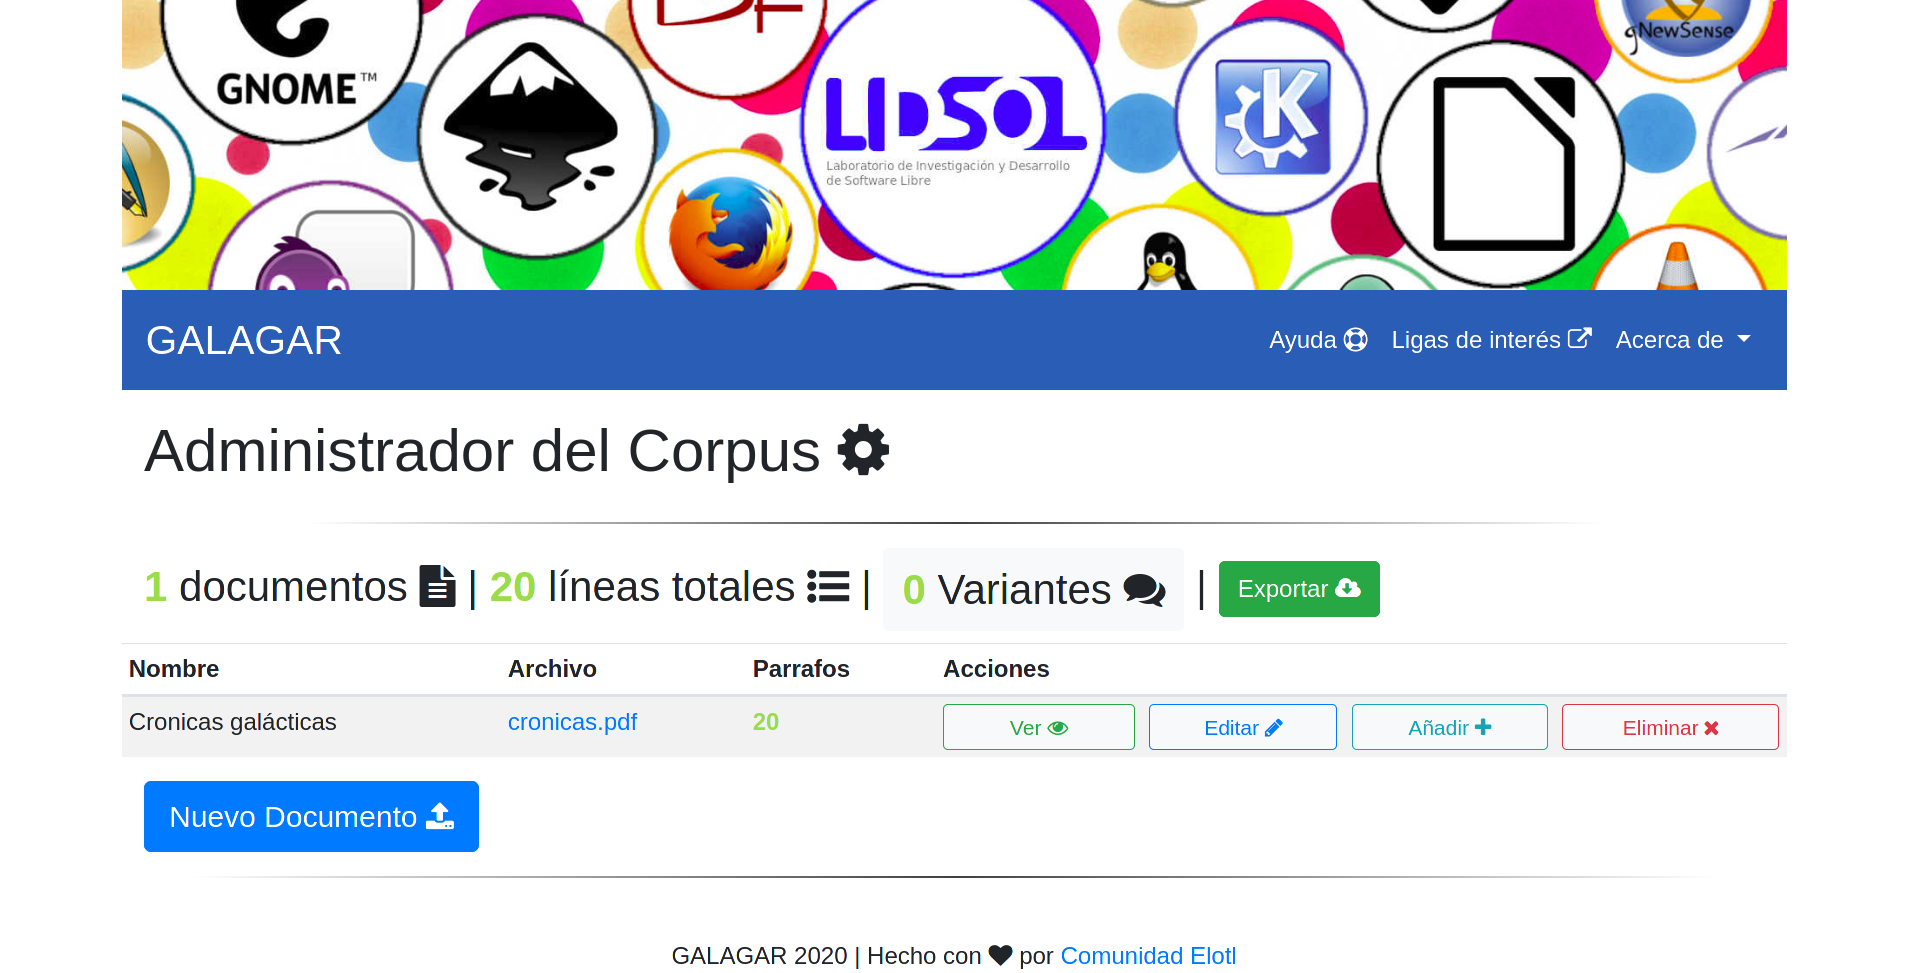 GNOME™
LIDSOL
Laboratorio de Investigación y Desarrollo
de Software Libre
gNewSense
GALAGAR
Ayuda
Ligas de interés
Acerca de
Administrador del Corpus
1 documentos | 20 líneas totales | 0 Variantes | Exportar
Nombre Archivo Parrafos Acciones
Cronicas galácticas cronicas.pdf 20 Ver Editar Añadir Eliminar
Nuevo Documento
GALAGAR 2020 | Hecho con por Comunidad Elotl